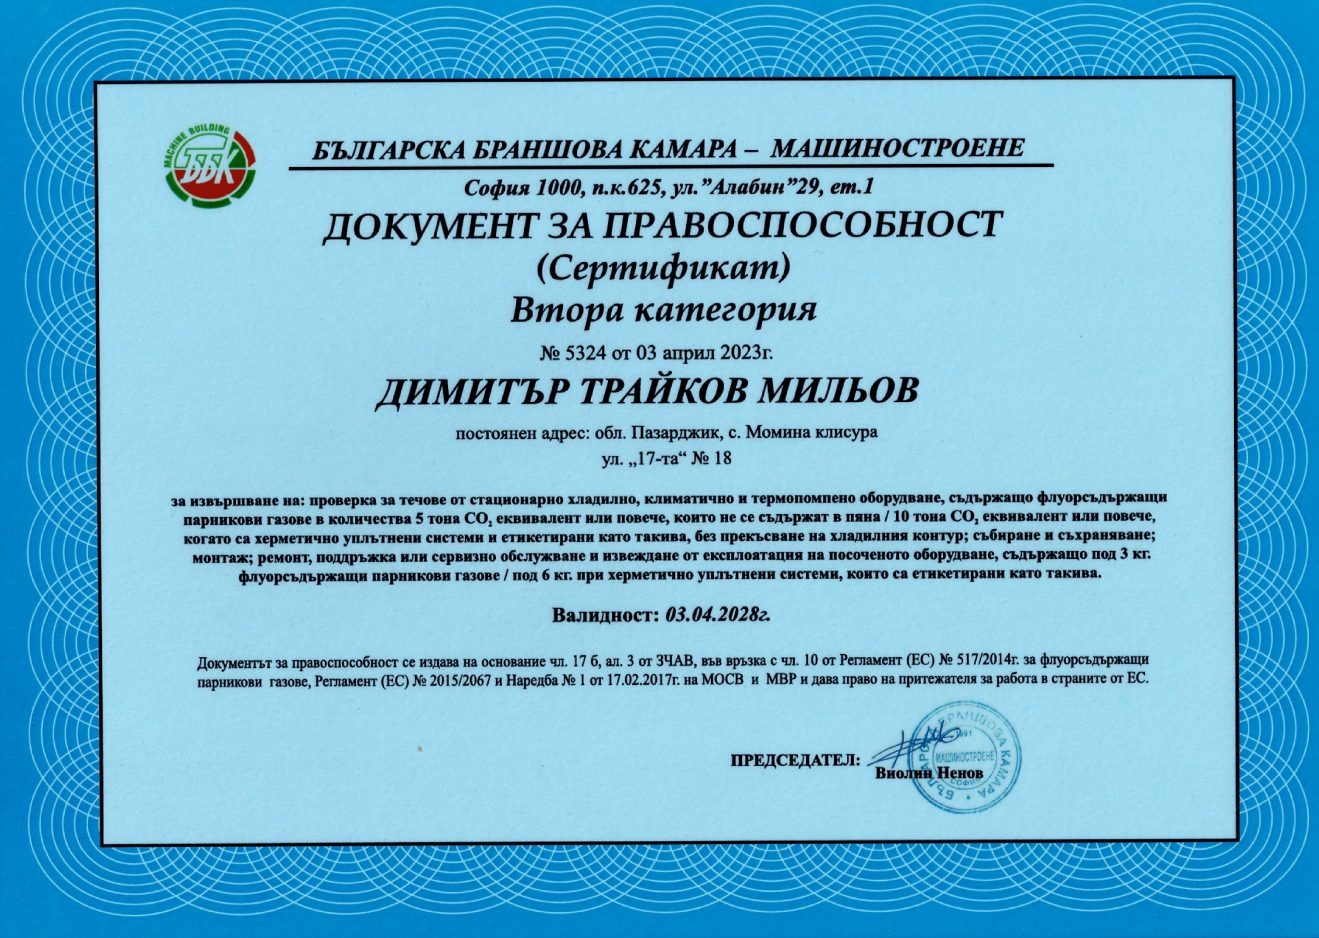 MACHINE BUILDING
ББК
БЪЛГАРСКА БРАНШОВА КАМАРА – МАШИНОСТРОЕНЕ
София 1000, п.к.625, ул.”Алабин”29, ет.1
ДОКУМЕНТ ЗА ПРАВОСПОСОБНОСТ
(Сертификат)
Втора категория
№ 5324 от 03 април 2023г.
ДИМИТЪР ТРАЙКОВ МИЛЬОВ
постоянен адрес: обл. Пазарджик, с. Момина клисура
ул. „17-та“ № 18
за извършване на: проверка за течове от стационарно хладилно, климатично и термопомпено оборудване, съдържащо флуорсъдържащи
парникови газове в количества 5 тона CO₂ еквивалент или повече, които не се съдържат в пяна / 10 тона CO₂ еквивалент или повече,
когато са херметично уплътнени системи и етикетирани като такива, без прекъсване на хладилния контур; събиране и съхраняване;
монтаж; ремонт, поддръжка или сервизно обслужване и извеждане от експлоатация на посоченото оборудване, съдържащо под 3 кг.
флуорсъдържащи парникови газове / под 6 кг. при херметично уплътнени системи, които са етикетирани като такива.
Валидност: 03.04.2028г.
Документът за правоспособност се издава на основание чл. 17 б, ал. 3 от ЗЧАВ, във връзка с чл. 10 от Регламент (ЕС) № 517/2014г. за флуорсъдържащи
парникови газове, Регламент (ЕС) № 2015/2067 и Наредба № 1 от 17.02.2017г. на МОСВ и МВР и дава право на притежателя за работа в страните от ЕС.
ПРЕДСЕДАТЕЛ:
Виолин Ненов
БРАНШОВА КАМАРА
1991
МАШИНОСТРОЕНЕ
СОФИЯ